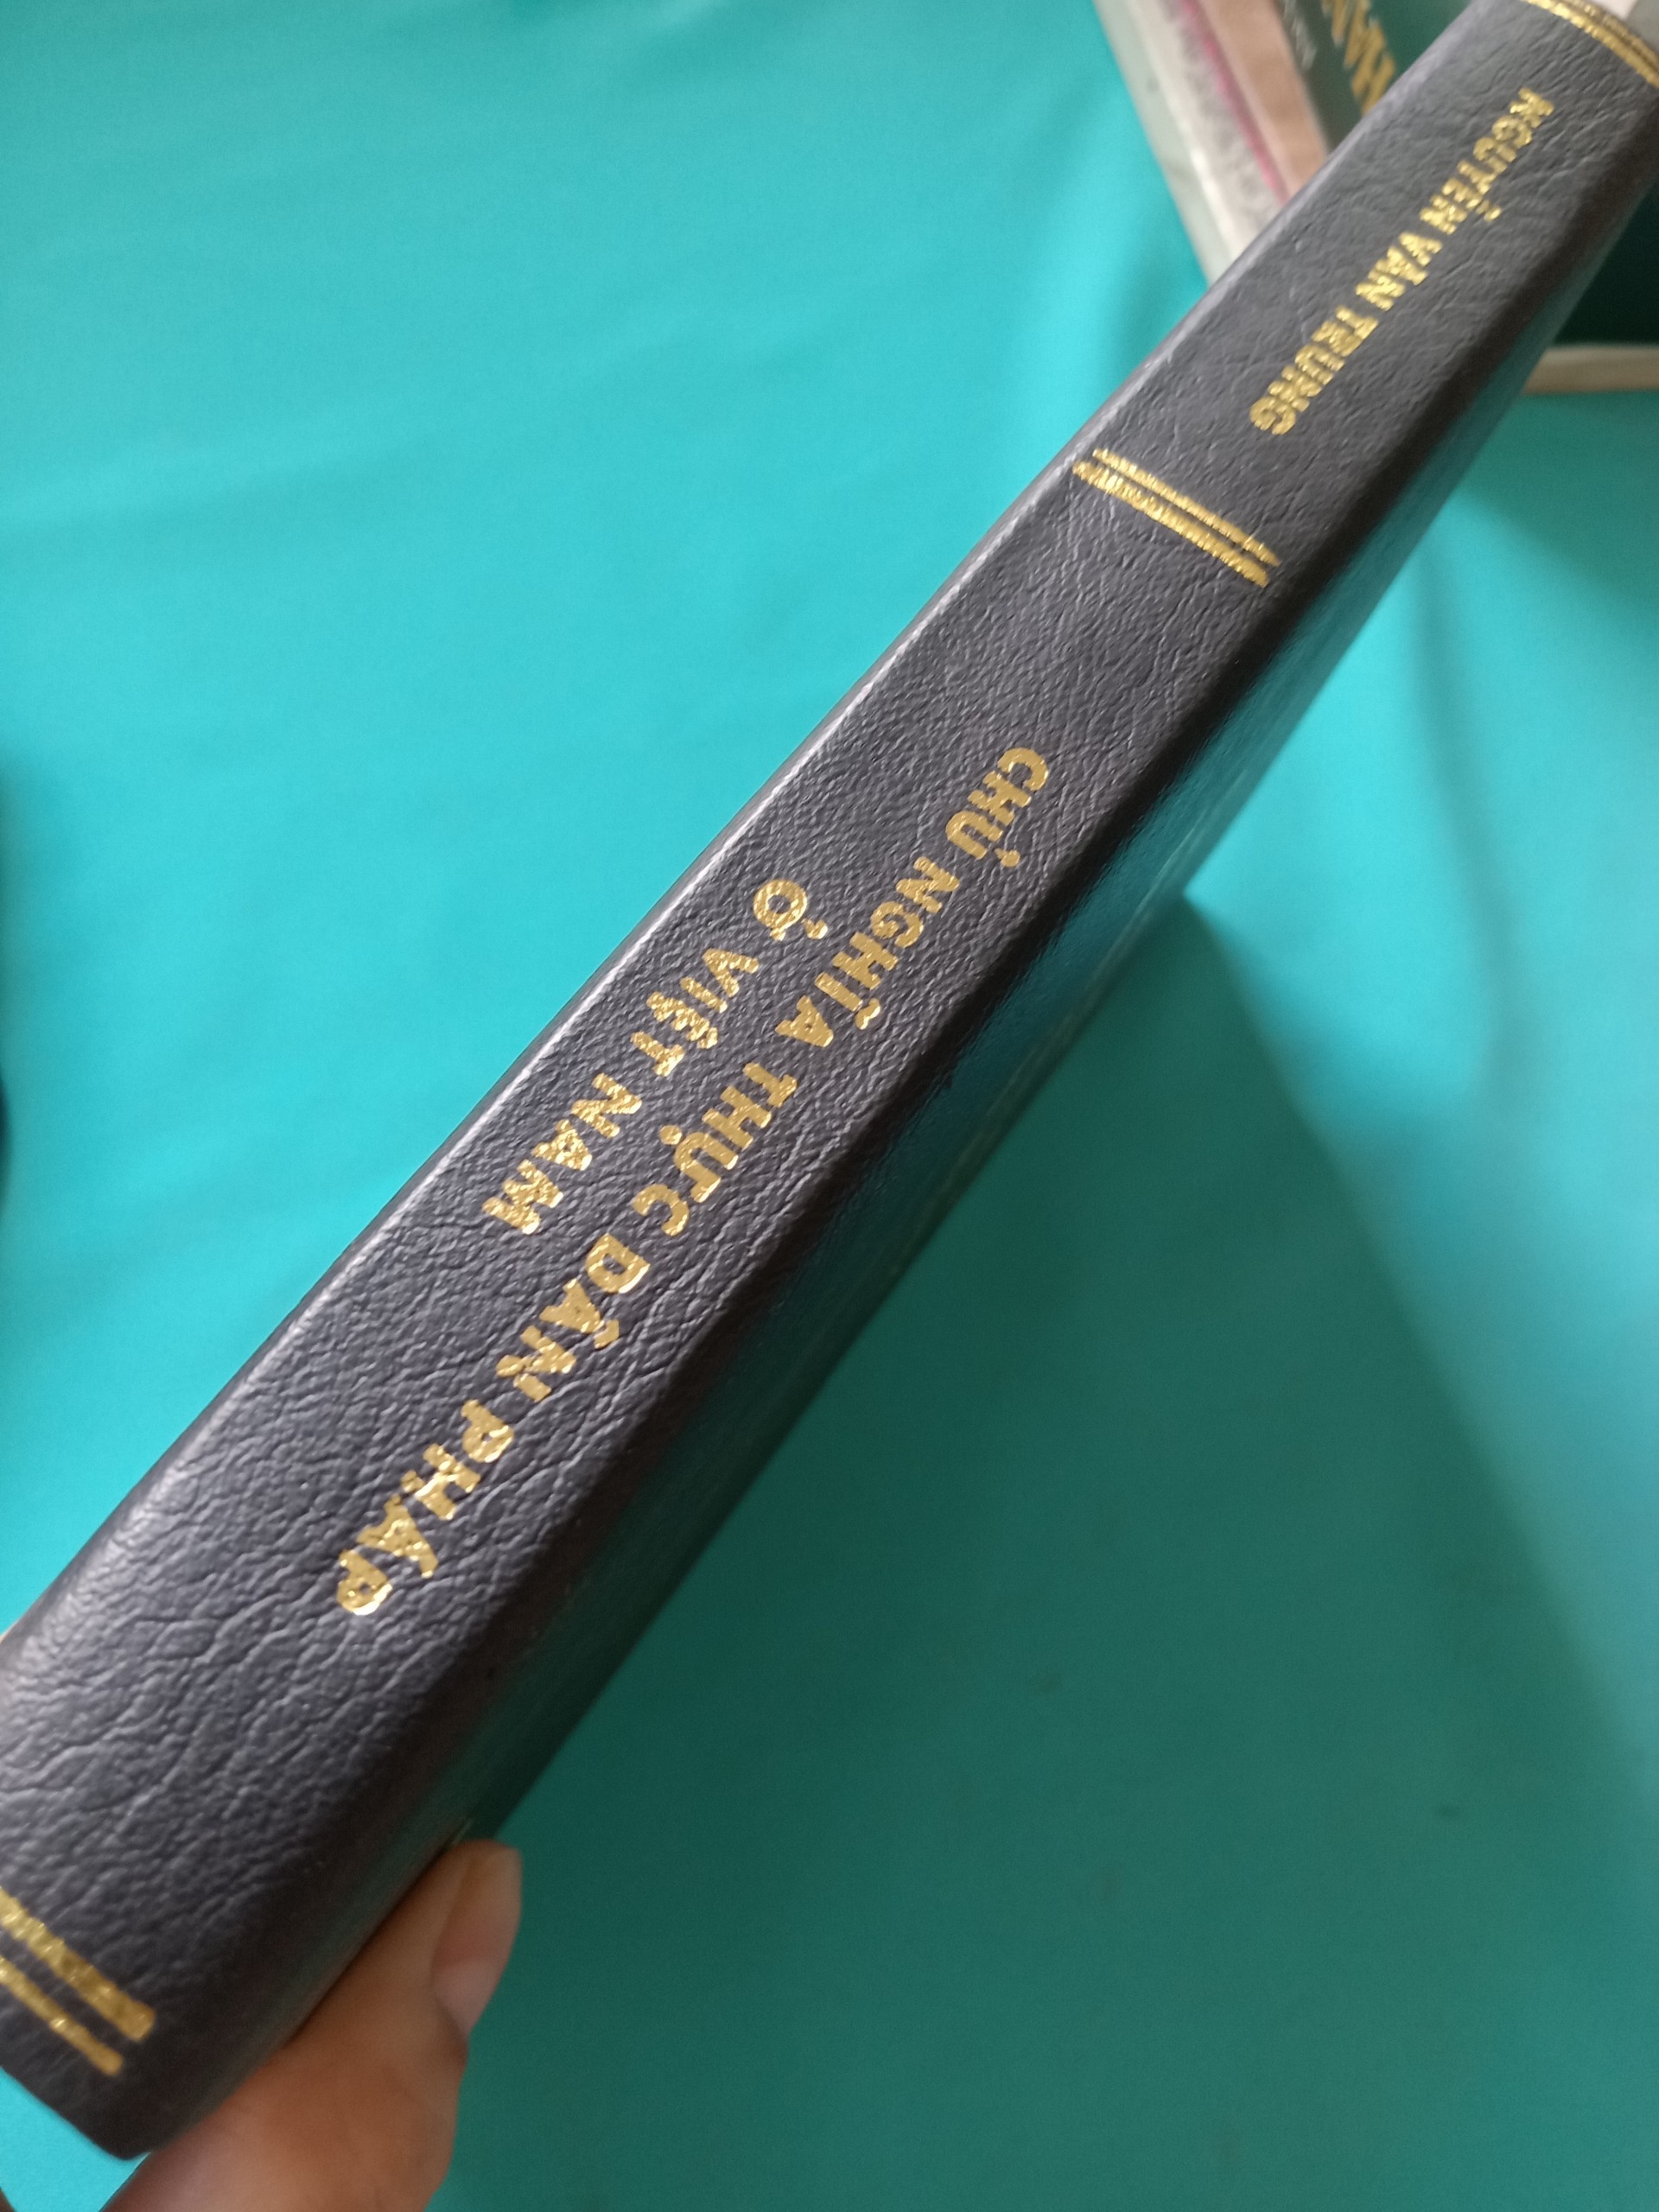 NGUYỄN VĂN TRUNG
CHỦ NGHĨA THỰC DÂN PHÁP
Ở VIỆT NAM